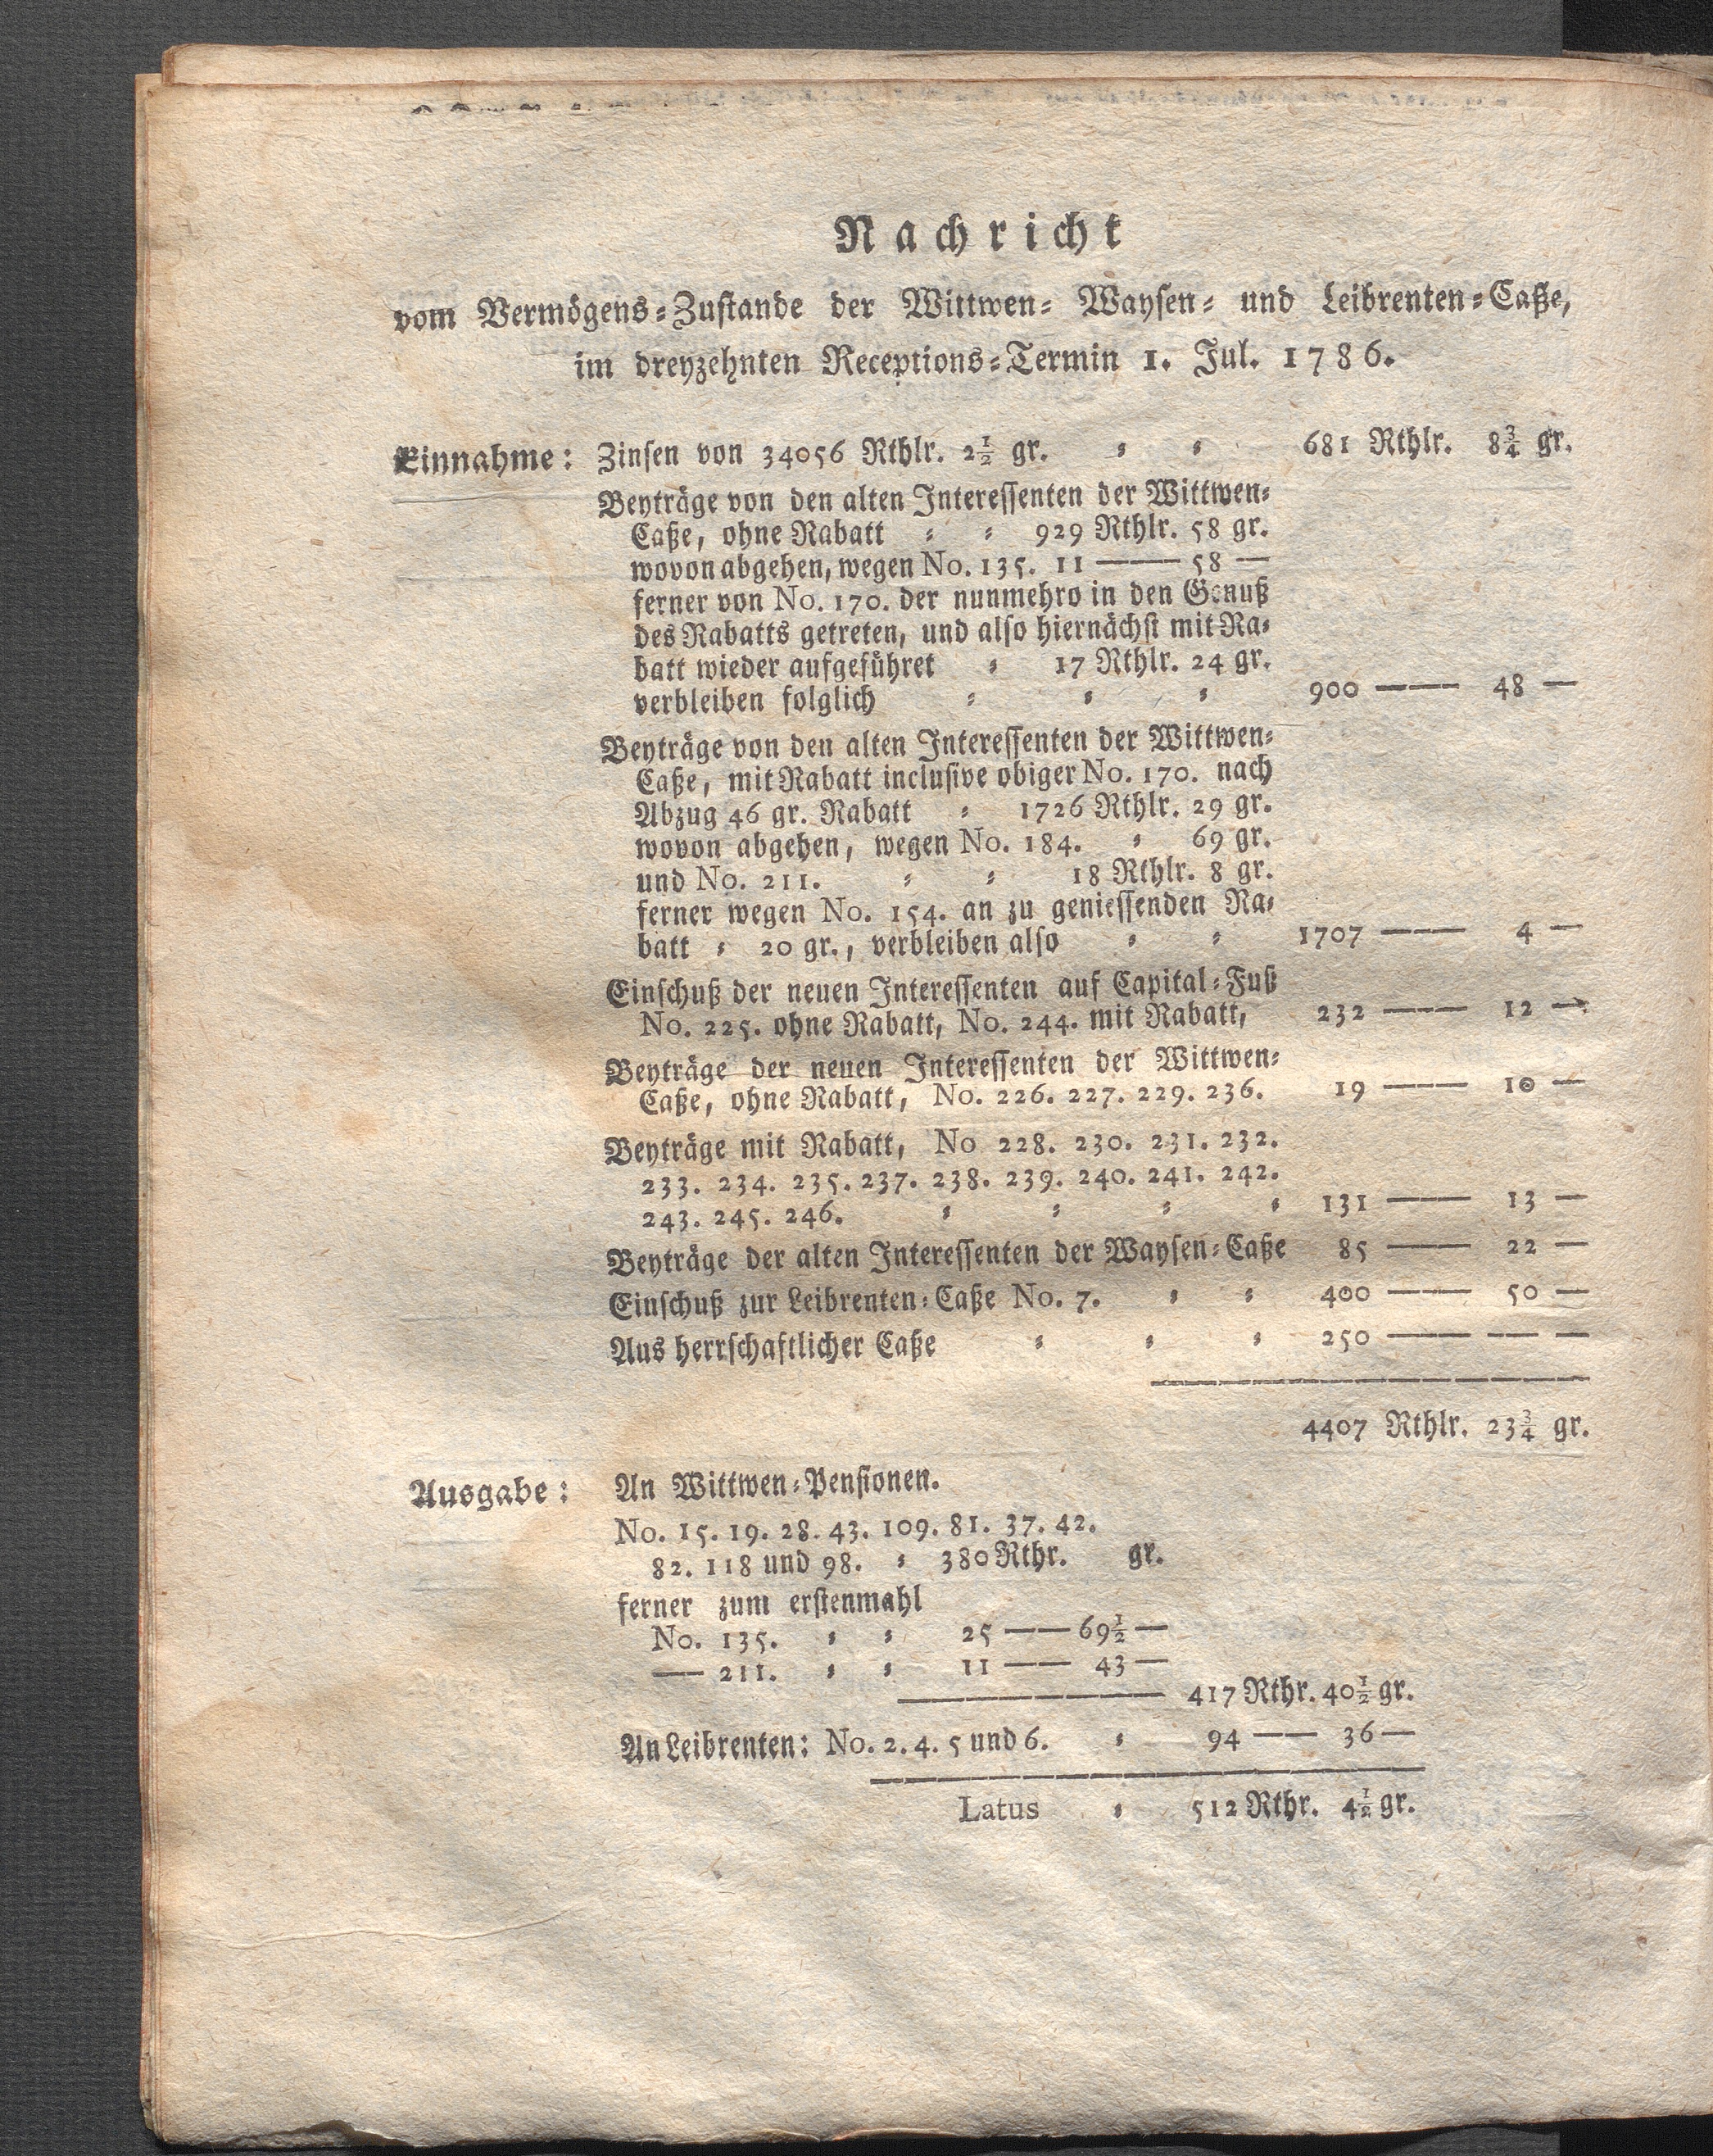 Nachricht
vom Vermögens-Zustande der Wittwen- Waysen- und Leibrenten-Caße,
im dreyzehnten Receptions-Termin 1. Jul. 1786.
Einnahme: Zinsen von 34056 Rthlr. 2½ gr. = = 681 Rthlr. 8¾ gr.
Beyträge von den alten Interessenten der Wittwen-
Caße, ohne Rabatt = = 929 Rthlr. 58 gr.
wovon abgehen, wegen No. 135. 11 —— 58 —
ferner von No. 170. der nunmehro in den Genuß
des Rabatts getreten, und also hiernächst mit Ra-
batt wieder aufgeführet = 17 Rthlr. 24 gr.
verbleiben folglich = = = 900 —— 48 —
Beyträge von den alten Interessenten der Wittwen-
Caße, mit Rabatt inclusive obiger No. 170. nach
Abzug 46 gr. Rabatt = 1726 Rthlr. 29 gr.
wovon abgehen, wegen No. 184. = 69 gr.
und No. 211. = = 18 Rthlr. 8 gr.
ferner wegen No. 154. an zu geniessenden Ra-
batt = 20 gr., verbleiben also = = 1707 —— 4 —
Einschuß der neuen Interessenten auf Capital-Fuß
No. 225. ohne Rabatt, No. 244. mit Rabatt, 232 —— 12 —
Beyträge der neuen Interessenten der Wittwen-
Caße, ohne Rabatt, No. 226. 227. 229. 236. 19 —— 10 —
Beyträge mit Rabatt, No 228. 230. 231. 232.
233. 234. 235. 237. 238. 239. 240. 241. 242.
243. 245. 246. = = = = 131 —— 13 —
Beyträge der alten Interessenten der Waysen-Caße 85 —— 22 —
Einschuß zur Leibrenten-Caße No. 7. = = 400 —— 50 —
Aus herrschaftlicher Caße = = = 250 —— —— —
4407 Rthlr. 23¾ gr.
Ausgabe: An Wittwen-Pensionen.
No. 15. 19. 28. 43. 109. 81. 37. 42.
82. 118 und 98. = 380 Rthr. gr.
ferner zum erstenmahl
No. 135. = = 25 —— 69½ —
—— 211. = = 11 —— 43 —
417 Rthr. 40½ gr.
An Leibrenten: No. 2. 4. 5 und 6. = 94 —— 36 —
Latus = 512 Rthr. 4½ gr.